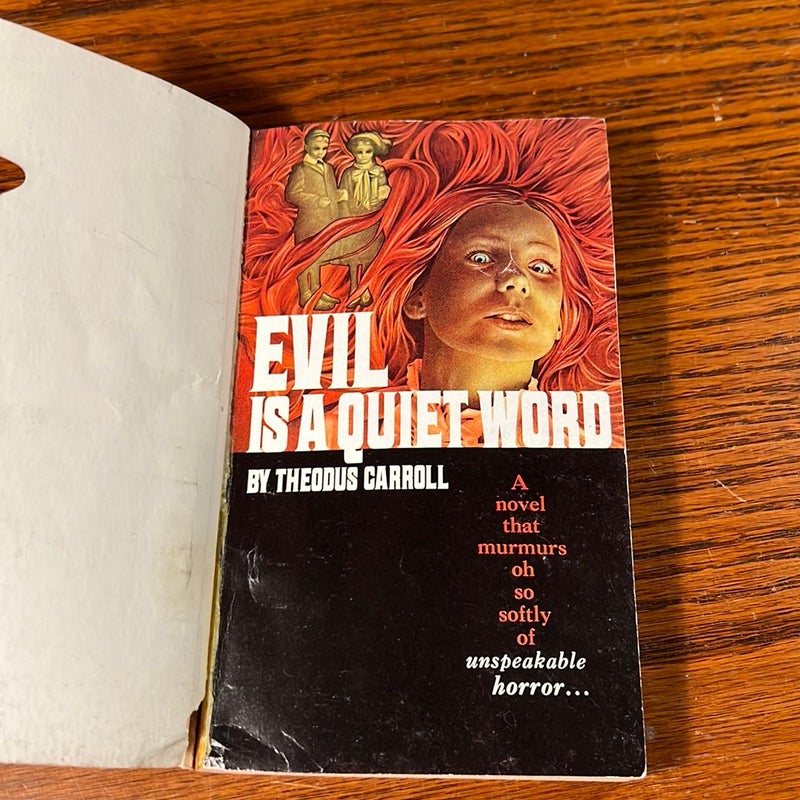 EVIL
IS A QUIET WORD
BY THEODUS CARROLL
A
novel
that
murmurs
oh
so
softly
of
unspeakable
horror...